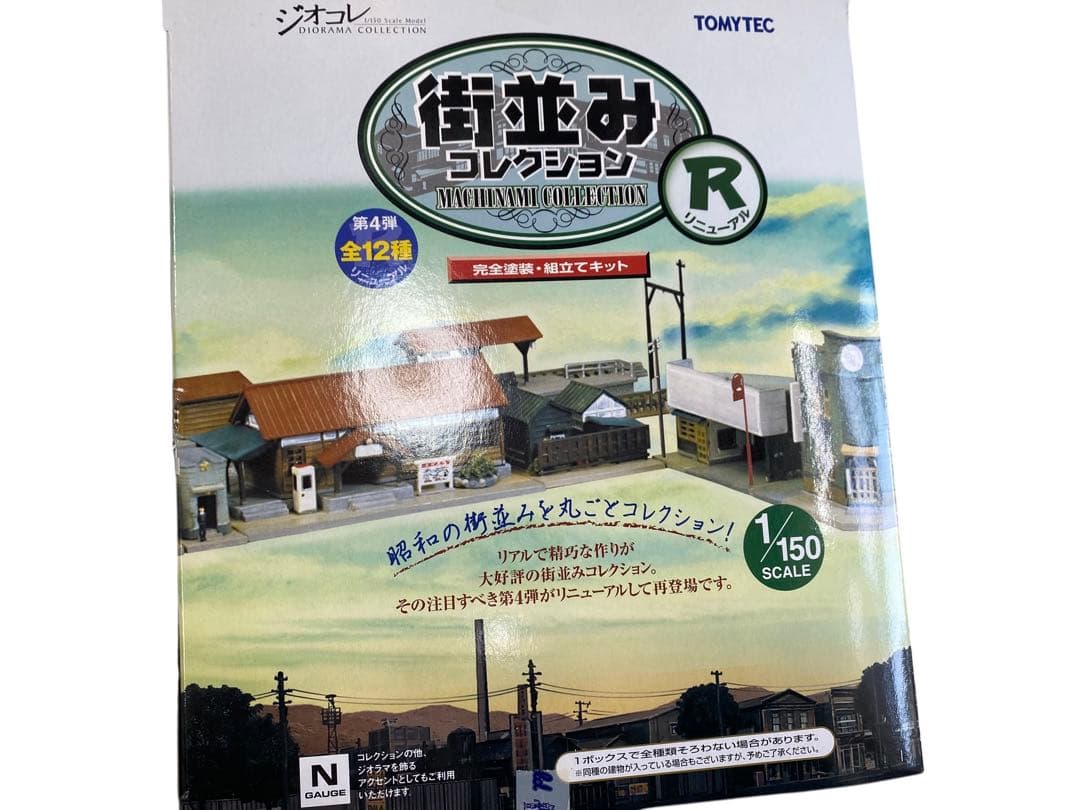 ジオコレ
1/150 Scale Model
DIORAMA COLLECTION
TOMYTEC
街並み
コレクション
MACHINAMI COLLECTION
R
リニューアル
第4弾
全12種
リニューアル
完全塗装・組立てキット
昭和の街並みを丸ごとコレクション!
1/150
SCALE
リアルで精巧な作りが
大好評の街並みコレクション。
その注目すべき第4弾がリニューアルして再登場です。
N
GAUGE
コレクションの他、
ジオラマを飾る
アクセントとしてもご利用
いただけます。
1ボックスで全種類そろわない場合があります。
※同種の建物が入っている場合もございますが、予めご了承ください。